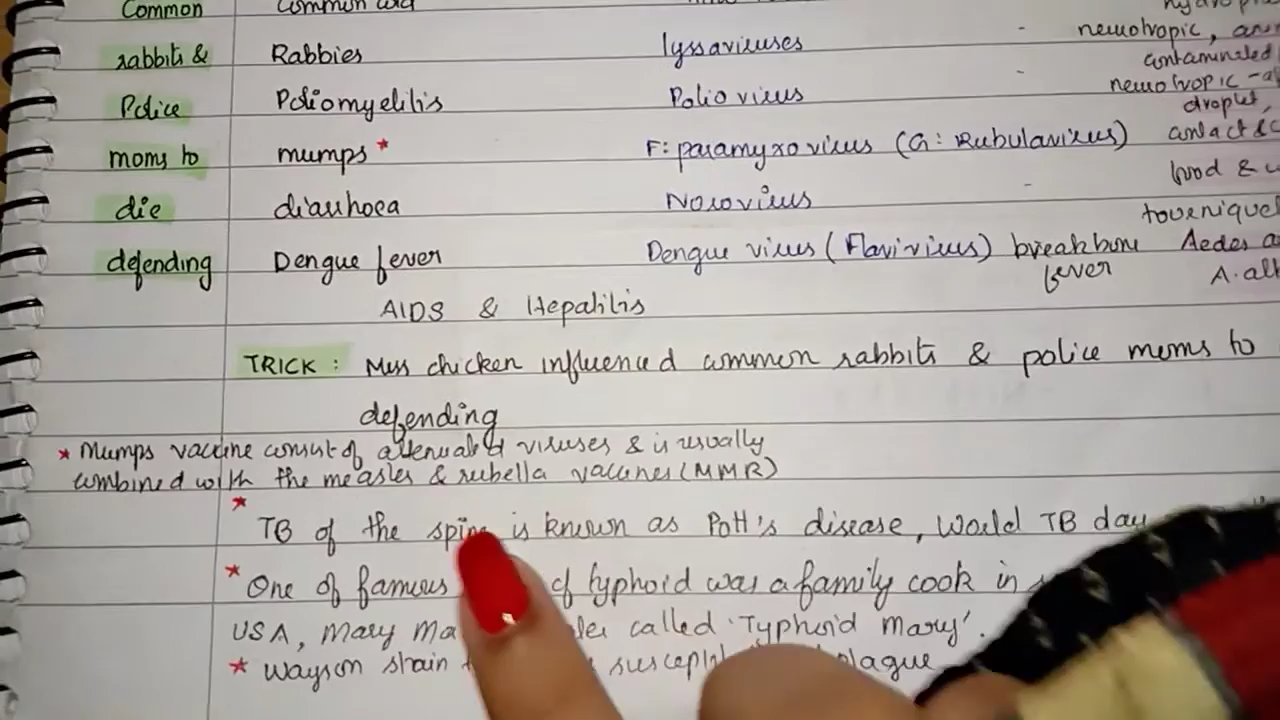 Common Common cold
rabbits & Rabbies lyssaviruses - neurotropic,
contaminated
Police Poliomyelitis Polio virus - neurotropic
droplet,
moms to mumps * F: paramyxo virus (G: Rubulavirus) contact &
food &
die diarrhoea Norovirus -
defending Dengue fever Dengue virus (Flavivirus) breakbone Aedes
fever A.
AIDS & Hepatitis
TRICK : Miss chicken influenced common rabbits & police moms to
defending
* Mumps vaccine consist of attenuated viruses & is usually
combined with the measles & rubella vaccines (MMR)
*
TB of the spine is known as Pott's disease, World TB day
* One of famous of typhoid was a family cook in
USA, Mary called 'Typhoid Mary'.
* Wayson stain plague